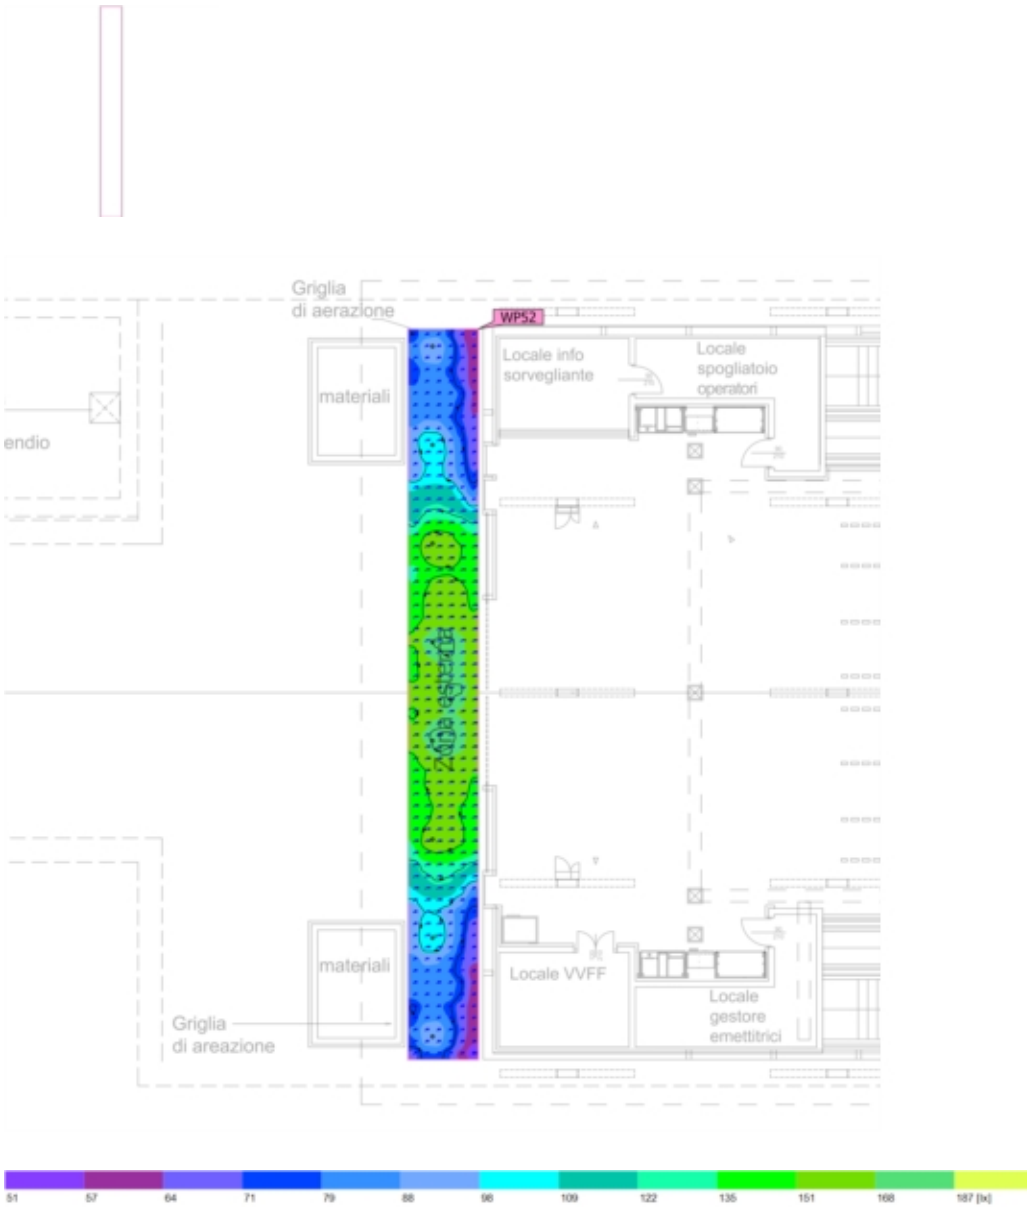 Griglia
di aerazione
WP52
Locale info
sorvegliante
Locale
spogliatoio
operatori
materiali
endio
Zona esperdia
materiali
Locale VVFF
Locale
gestore
emettitrici
Griglia
di areazione
51 57 64 71 79 88 98 109 122 135 151 168 187 [lx]